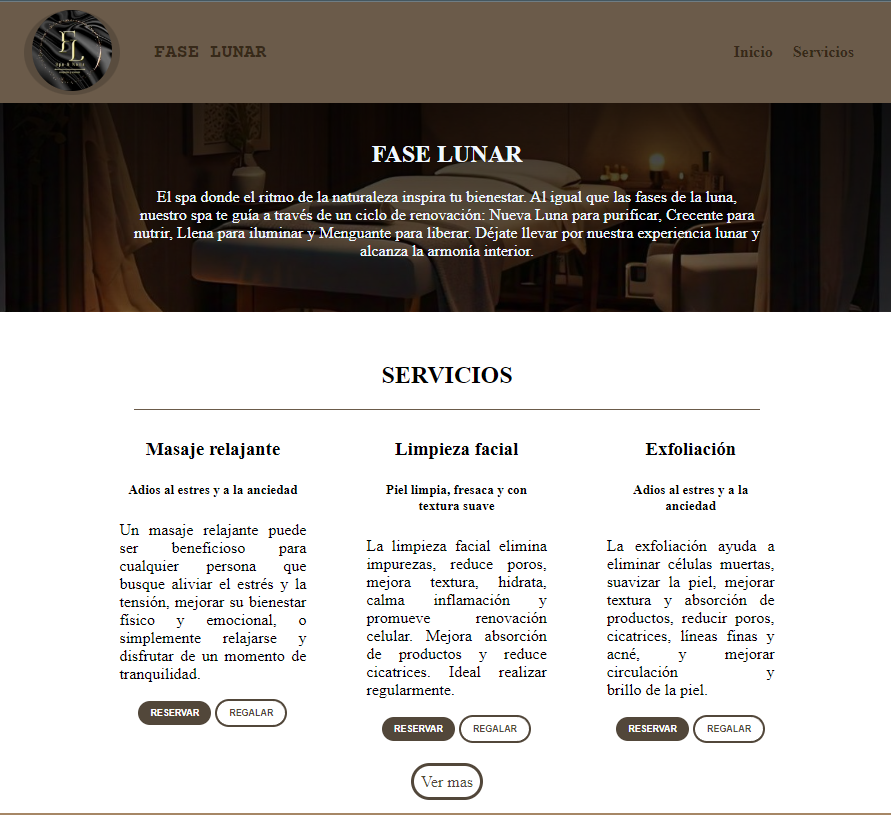 FL
FASE LUNAR
Inicio
Servicios
FASE LUNAR
El spa donde el ritmo de la naturaleza inspira tu bienestar. Al igual que las fases de la luna,
nuestro spa te guía a través de un ciclo de renovación: Nueva Luna para purificar, Crecente para
nutrir, Llena para iluminar y Menguante para liberar. Déjate llevar por nuestra experiencia lunar y
alcanza la armonía interior.
SERVICIOS
Masaje relajante
Adios al estres y a la anciedad
Un masaje relajante puede
ser beneficioso para
cualquier persona que
busque aliviar el estrés y la
tensión, mejorar su bienestar
físico y emocional, o
simplemente relajarse y
disfrutar de un momento de
tranquilidad.
RESERVAR
REGALAR
Limpieza facial
Piel limpia, fresaca y con
textura suave
La limpieza facial elimina
impurezas, reduce poros,
mejora textura, hidrata,
calma inflamación y
promueve renovación
celular. Mejora absorción
de productos y reduce
cicatrices. Ideal realizar
regularmente.
RESERVAR
REGALAR
Exfoliación
Adios al estres y a la
anciedad
La exfoliación ayuda a
eliminar células muertas,
suavizar la piel, mejorar
textura y absorción de
productos, reducir poros,
cicatrices, líneas finas y
acné, y mejorar
circulación y
brillo de la piel.
RESERVAR
REGALAR
Ver mas